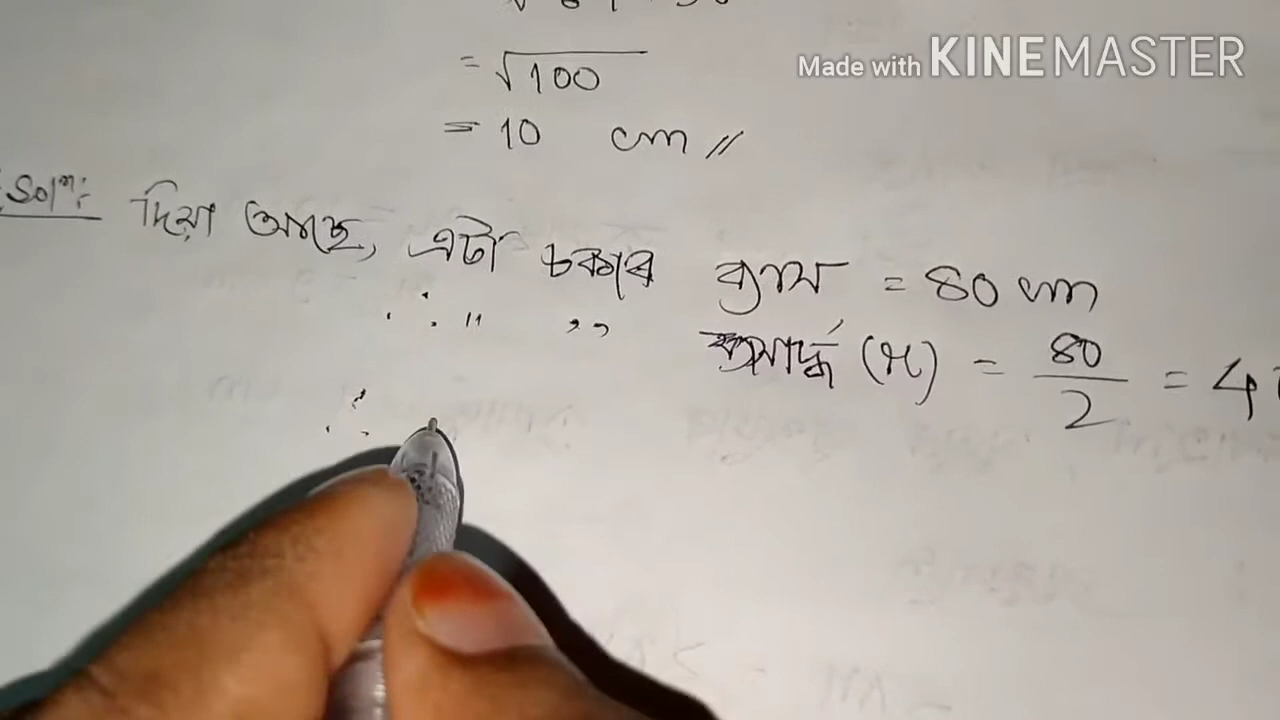 Made with KINEMASTER
= √100
= 10 cm //
Solⁿ: দিয়া আছে, এটা চকাৰ ব্যাস = 80 cm
∴ " ,, ব্যাসাৰ্দ্ধ (r) = 80/2 = 4
∴